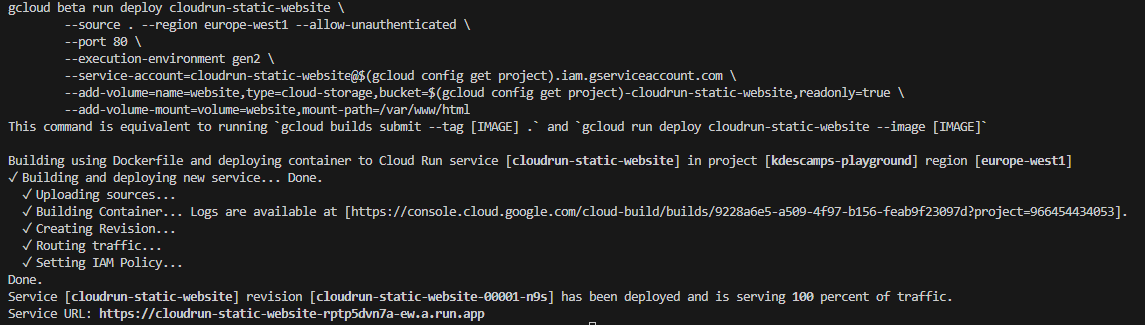 gcloud beta run deploy cloudrun-static-website \
--source . --region europe-west1 --allow-unauthenticated \
--port 80 \
--execution-environment gen2 \
--service-account=cloudrun-static-website@$(gcloud config get project).iam.gserviceaccount.com \
--add-volume=name=website,type=cloud-storage,bucket=$(gcloud config get project)-cloudrun-static-website,readonly=true \
--add-volume-mount=volume=website,mount-path=/var/www/html
This command is equivalent to running `gcloud builds submit --tag [IMAGE] .` and `gcloud run deploy cloudrun-static-website --image [IMAGE]`
Building using Dockerfile and deploying container to Cloud Run service [cloudrun-static-website] in project [kdescamps-playground] region [europe-west1]
✓ Building and deploying new service... Done.
✓ Uploading sources...
✓ Building Container... Logs are available at [https://console.cloud.google.com/cloud-build/builds/9228a6e5-a509-4f97-b156-feab9f23097d?project=966454434053].
✓ Creating Revision...
✓ Routing traffic...
✓ Setting IAM Policy...
Done.
Service [cloudrun-static-website] revision [cloudrun-static-website-00001-n9s] has been deployed and is serving 100 percent of traffic.
Service URL: https://cloudrun-static-website-rptp5dvn7a-ew.a.run.app